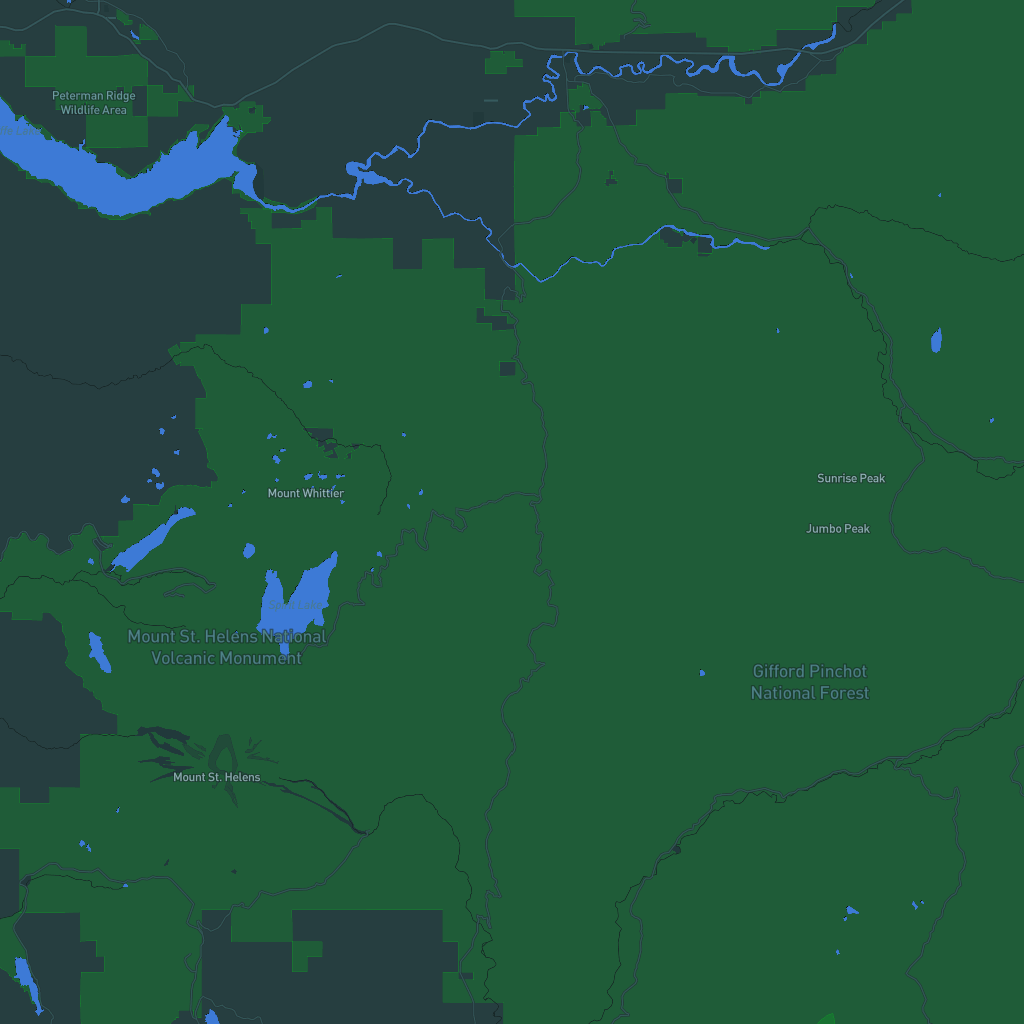 Peterman Ridge
Wildlife Area
Mount Whittier
Sunrise Peak
Jumbo Peak
Mount St. Helens National
Volcanic Monument
Gifford Pinchot
National Forest
Mount St. Helens